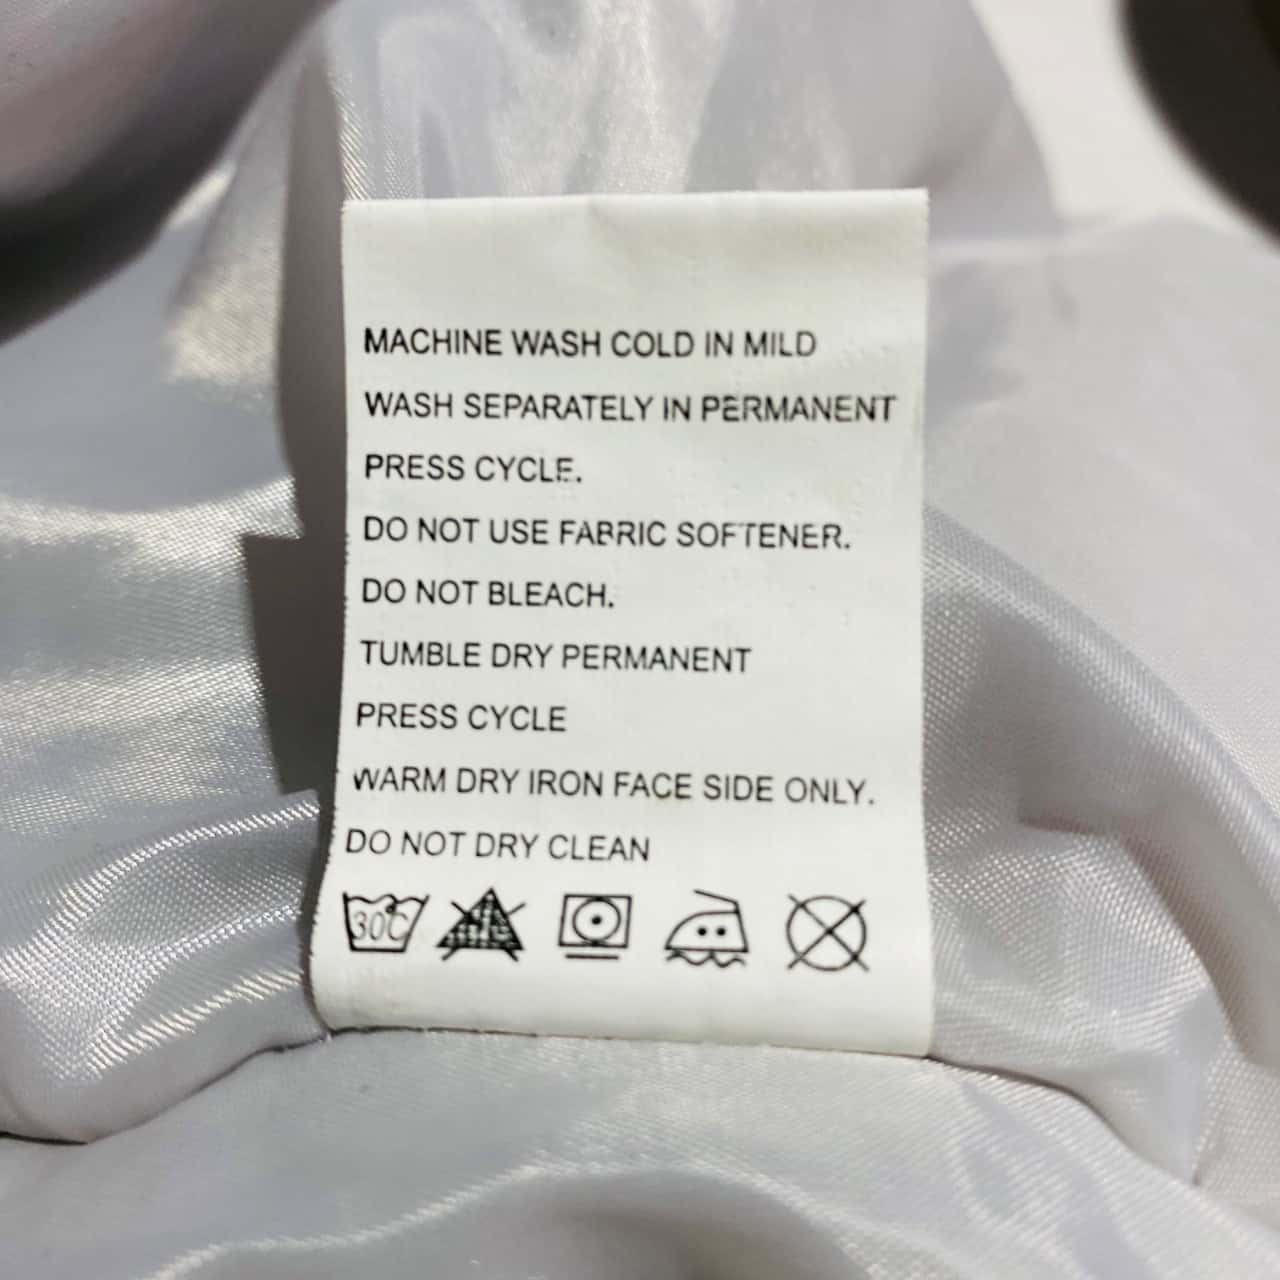 MACHINE WASH COLD IN MILD
WASH SEPARATELY IN PERMANENT
PRESS CYCLE.
DO NOT USE FABRIC SOFTENER.
DO NOT BLEACH.
TUMBLE DRY PERMANENT
PRESS CYCLE
WARM DRY IRON FACE SIDE ONLY.
DO NOT DRY CLEAN
30C